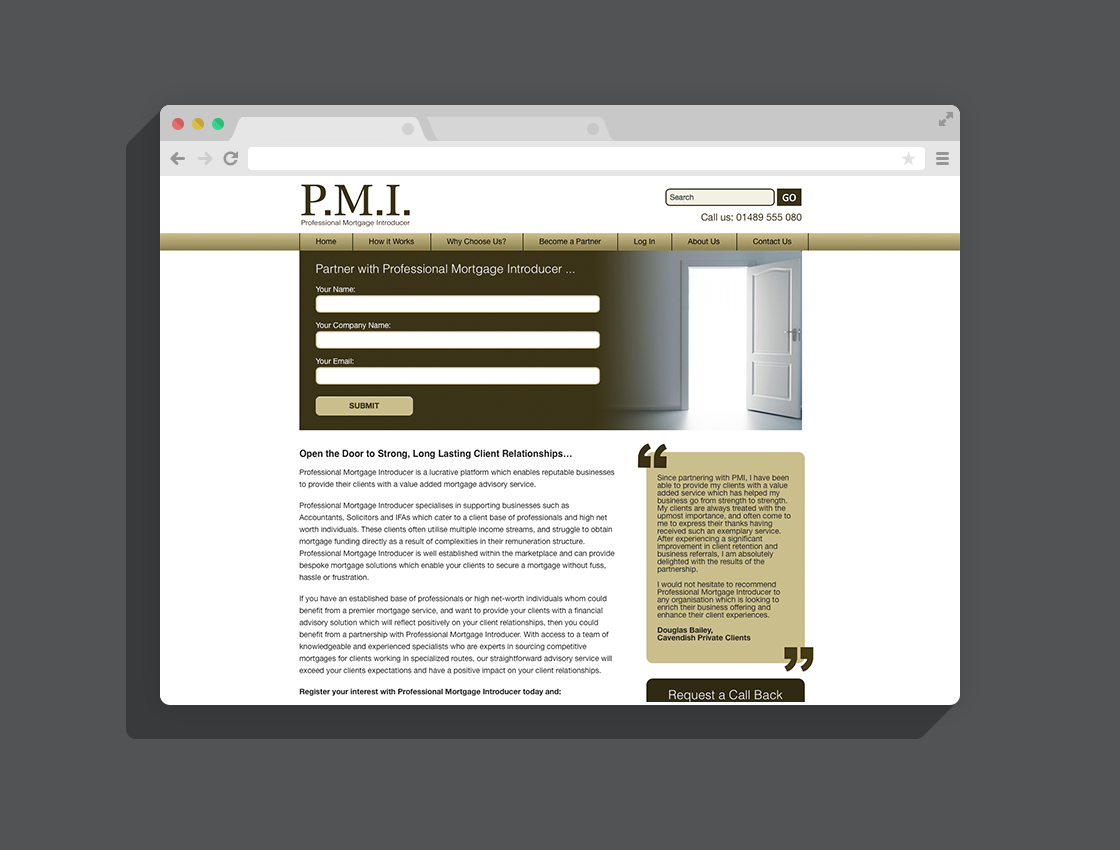 P.M.I.
Professional Mortgage Introducer
Search
GO
Call us: 01489 555 080
Home
How it Works
Why Choose Us?
Become a Partner
Log In
About Us
Contact Us
Partner with Professional Mortgage Introducer ...
Your Name:
Your Company Name:
Your Email:
SUBMIT
Open the Door to Strong, Long Lasting Client Relationships…
Professional Mortgage Introducer is a lucrative platform which enables reputable businesses
to provide their clients with a value added mortgage advisory service.
Professional Mortgage Introducer specialises in supporting businesses such as
Accountants, Solicitors and IFAs which cater to a client base of professionals and high net
worth individuals. These clients often utilise multiple income streams, and struggle to obtain
mortgage funding directly as a result of complexities in their remuneration structure.
Professional Mortgage Introducer is well established within the marketplace and can provide
bespoke mortgage solutions which enable your clients to secure a mortgage without fuss,
hassle or frustration.
If you have an established base of professionals or high net-worth individuals whom could
benefit from a premier mortgage service, and want to provide your clients with a financial
advisory solution which will reflect positively on your client relationships, then you could
benefit from a partnership with Professional Mortgage Introducer. With access to a team of
knowledgeable and experienced specialists who are experts in sourcing competitive
mortgages for clients working in specialized routes, our straightforward advisory service will
exceed your clients expectations and have a positive impact on your client relationships.
Register your interest with Professional Mortgage Introducer today and:
“
Since partnering with PMI, I have been
able to provide my clients with a value
added service which has helped my
business go from strength to strength.
My clients are always treated with the
upmost importance, and often come to
me to express their thanks having
received such an exemplary service.
After experiencing a significant
improvement in client retention and
business referrals, I am absolutely
delighted with the results of the
partnership.
I would not hesitate to recommend
Professional Mortgage Introducer to
any organisation which is looking to
enrich their business offering and
enhance their client experiences.
Douglas Bailey,
Cavendish Private Clients
”
Request a Call Back